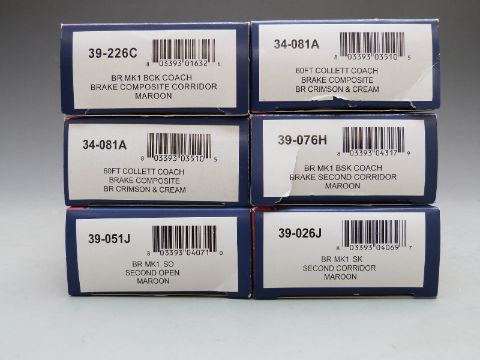 39-226C
8 03393 01632 1
BR MK1 BCK COACH
BRAKE COMPOSITE CORRIDOR
MAROON
34-081A
8 03393 03510 5
60FT COLLETT COACH
BRAKE COMPOSITE
BR CRIMSON & CREAM
34-081A
8 03393 03510 5
60FT COLLETT COACH
BRAKE COMPOSITE
BR CRIMSON & CREAM
39-076H
8 03393 04317 9
BR MK1 BSK COACH
BRAKE SECOND CORRIDOR
MAROON
39-051J
8 03393 04071 0
BR MK1 SO
SECOND OPEN
MAROON
39-026J
8 03393 04069 7
BR MK1 SK
SECOND CORRIDOR
MAROON